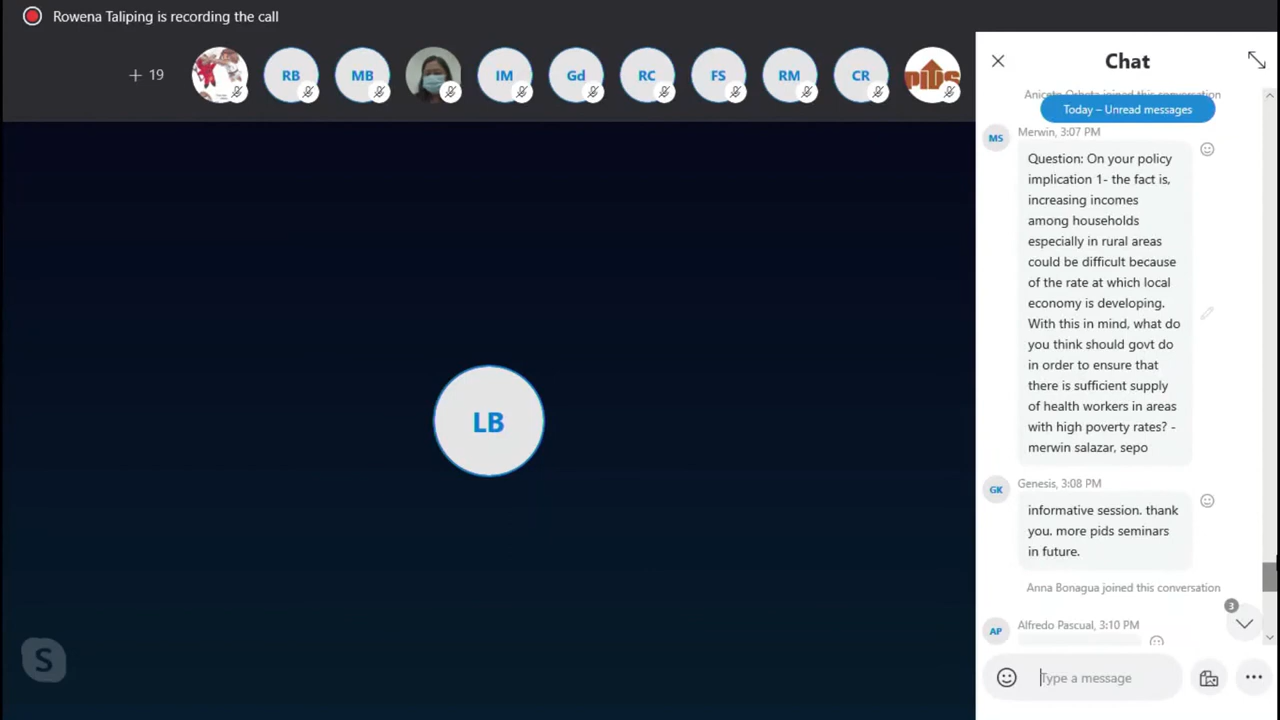 Rowena Taliping is recording the call
+ 19
RB
MB
IM
Gd
RC
FS
RM
CR
PIDS
LB
S
Chat
joined this conversation
Today – Unread messages
MS
Merwin, 3:07 PM
Question: On your policy
implication 1- the fact is,
increasing incomes
among households
especially in rural areas
could be difficult because
of the rate at which local
economy is developing.
With this in mind, what do
you think should govt do
in order to ensure that
there is sufficient supply
of health workers in areas
with high poverty rates? -
merwin salazar, sepo
GK
Genesis, 3:08 PM
informative session. thank
you. more pids seminars
in future.
Anna Bonagua joined this conversation
3
AP
Alfredo Pascual, 3:10 PM
Type a message